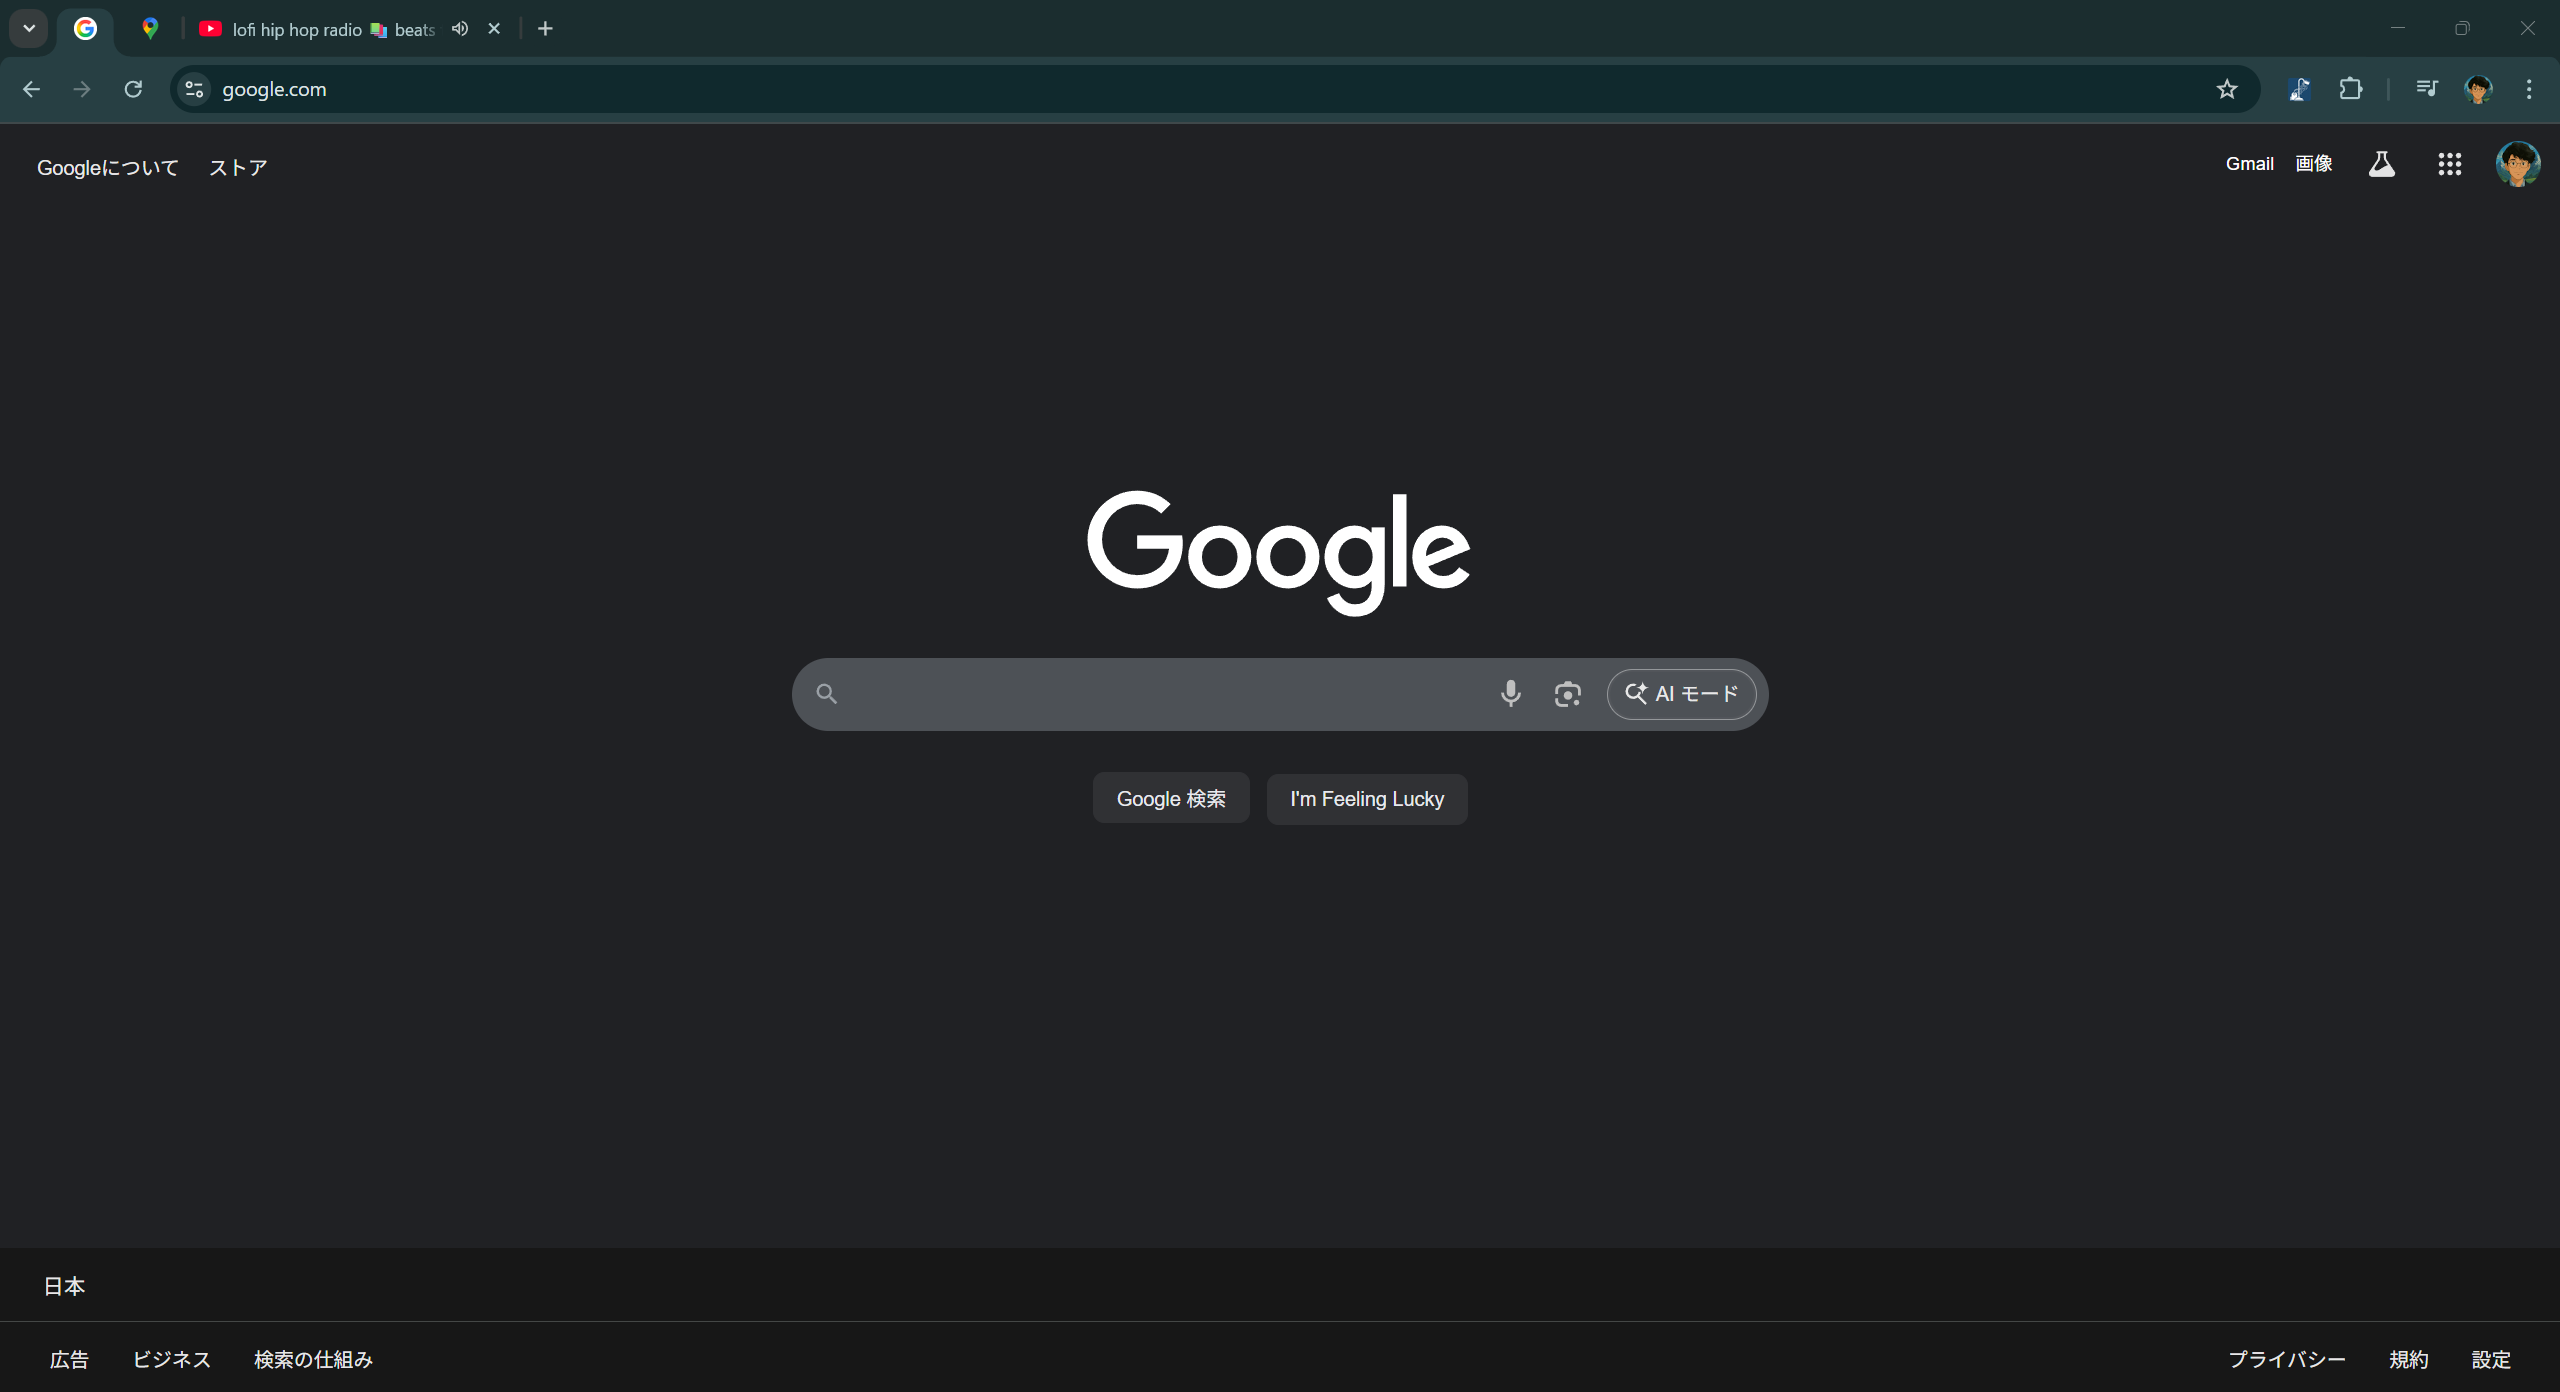 lofi hip hop radio 📚 beats
google.com
Googleについて ストア
Gmail 画像
Google
AI モード
Google 検索 I'm Feeling Lucky
日本
広告 ビジネス 検索の仕組み
プライバシー 規約 設定